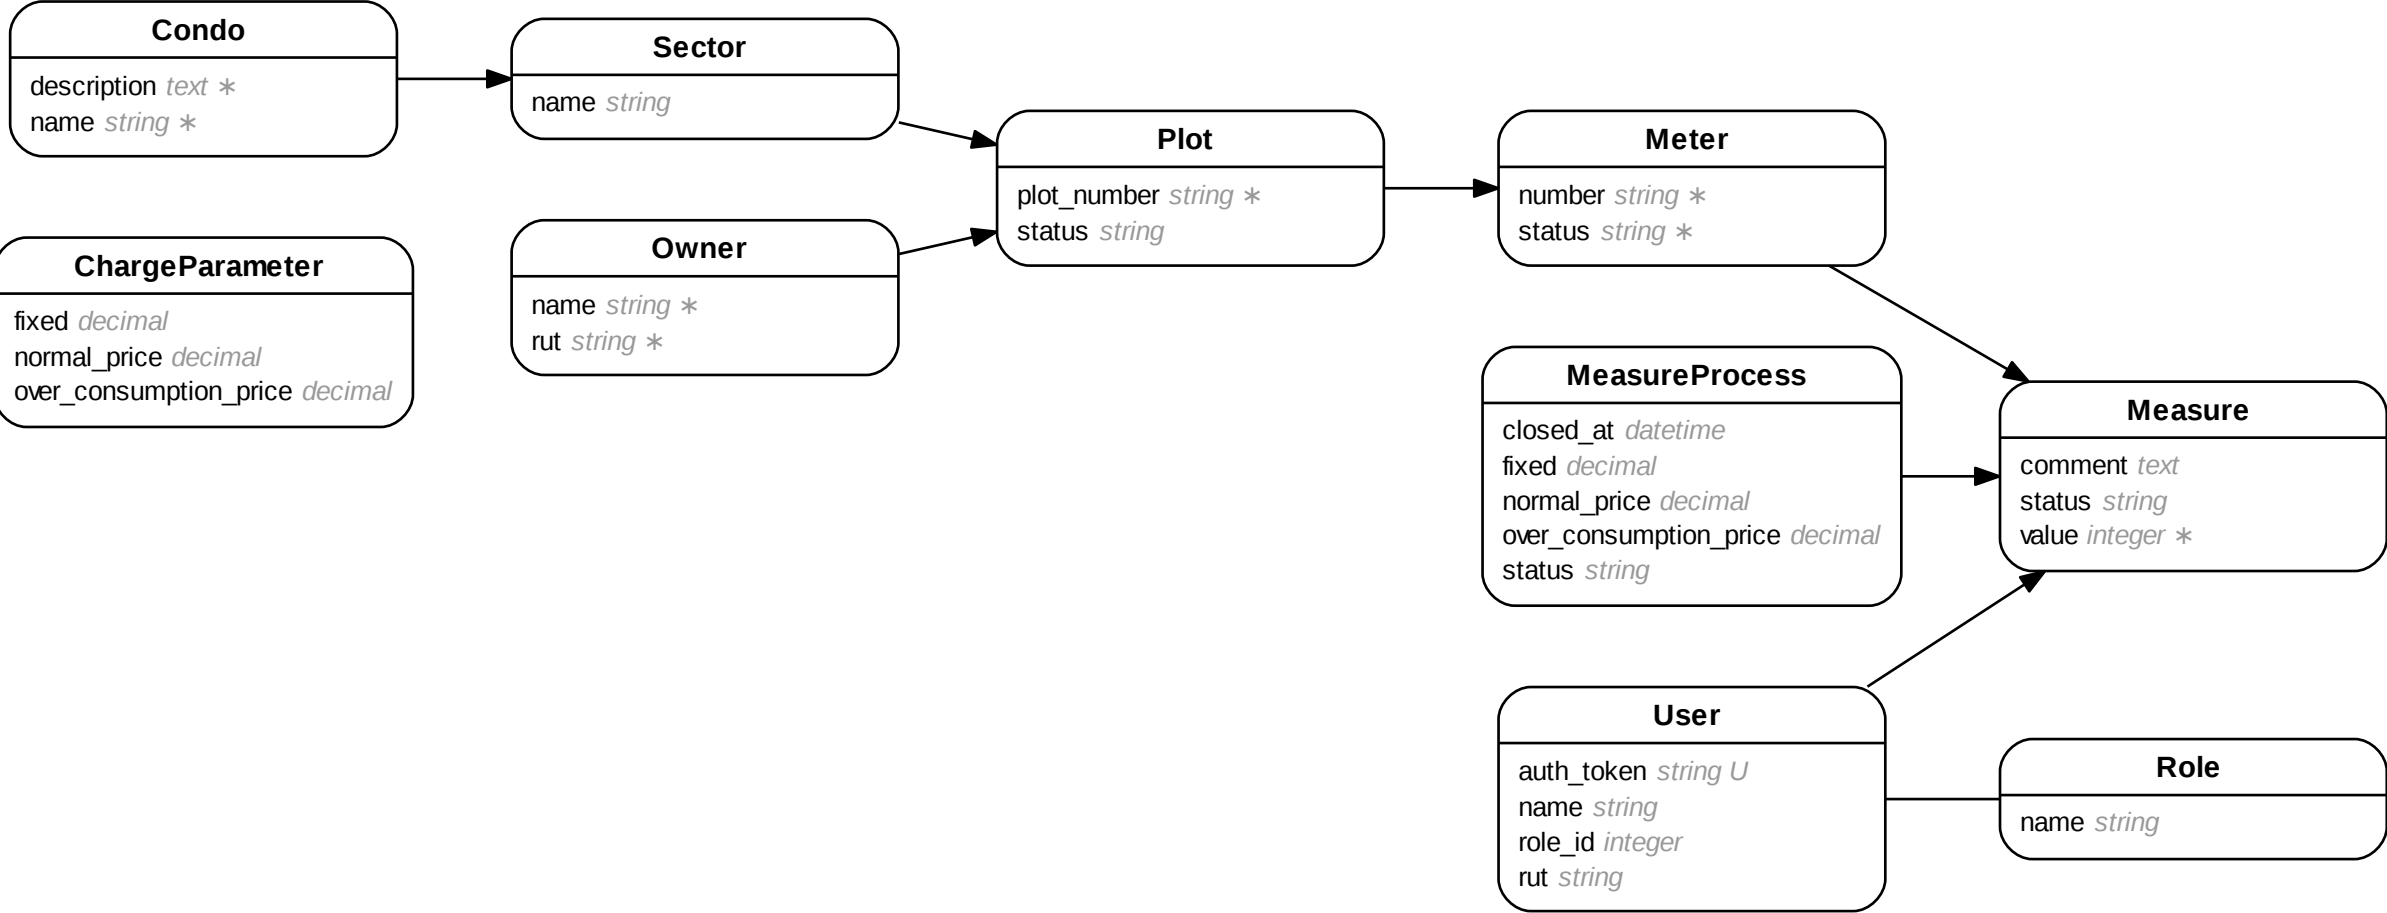 Condo
description text ∗
name string ∗
Sector
name string
ChargeParameter
fixed decimal
normal_price decimal
over_consumption_price decimal
Owner
name string ∗
rut string ∗
Plot
plot_number string ∗
status string
Meter
number string ∗
status string ∗
MeasureProcess
closed_at datetime
fixed decimal
normal_price decimal
over_consumption_price decimal
status string
Measure
comment text
status string
value integer ∗
User
auth_token string U
name string
role_id integer
rut string
Role
name string